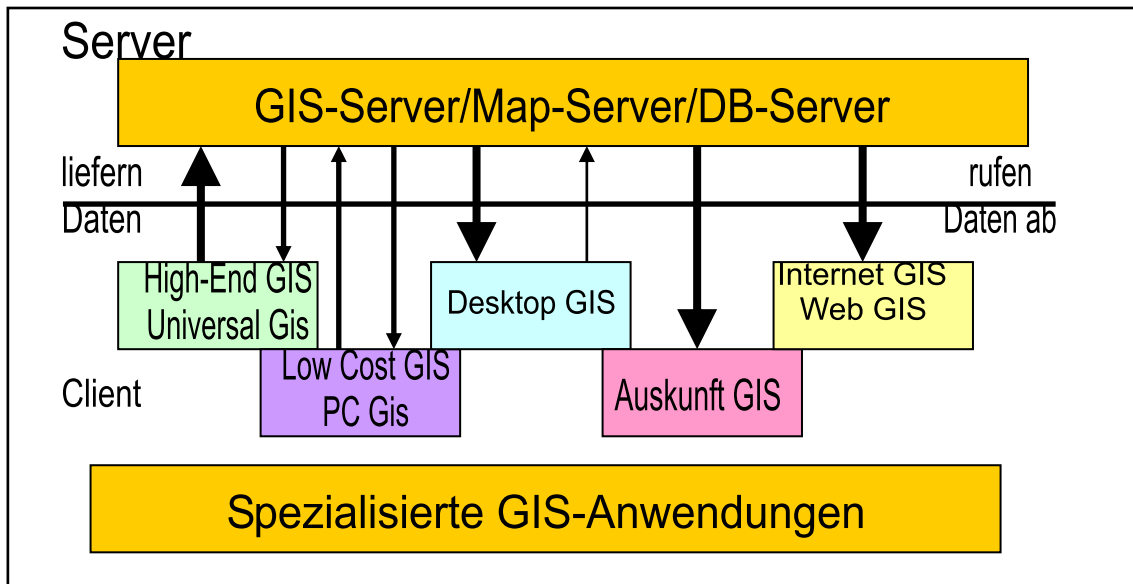 Server
GIS-Server/Map-Server/DB-Server
liefern
Daten
rufen
Daten ab
High-End GIS
Universal Gis
Low Cost GIS
PC Gis
Desktop GIS
Auskunft GIS
Internet GIS
Web GIS
Client
Spezialisierte GIS-Anwendungen